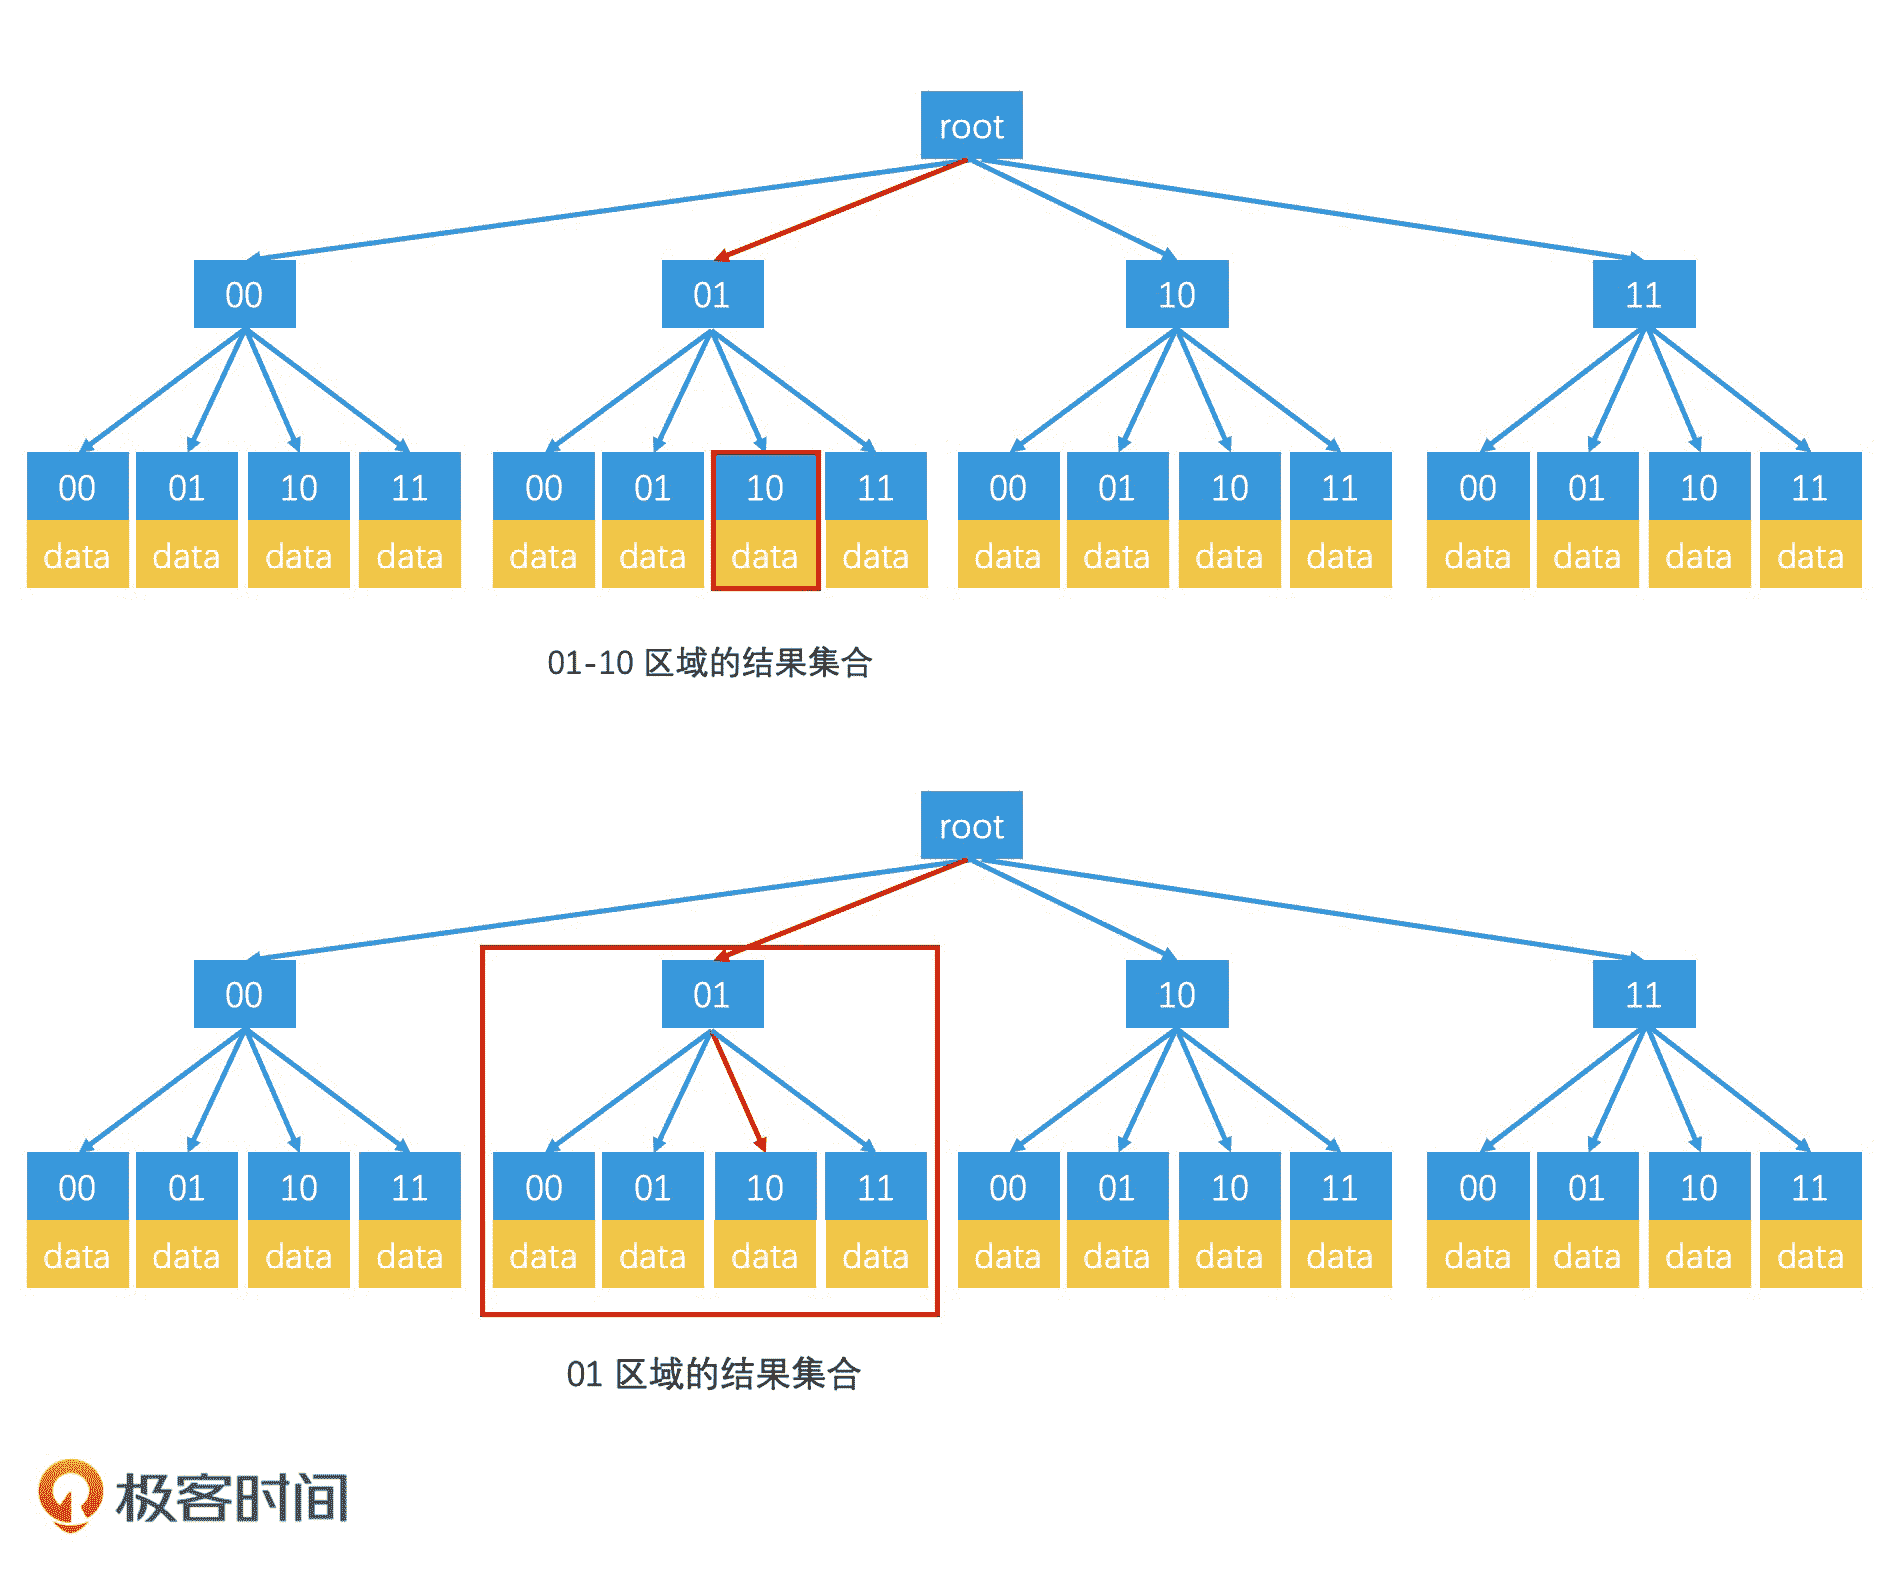 root
00 01 10 11
00 01 10 11 00 01 10 11 00 01 10 11 00 01 10 11
data data data data data data data data data data data data data data data data
01-10 区域的结果集合
root
00 01 10 11
00 01 10 11 00 01 10 11 00 01 10 11 00 01 10 11
data data data data data data data data data data data data data data data data
01 区域的结果集合
极客时间